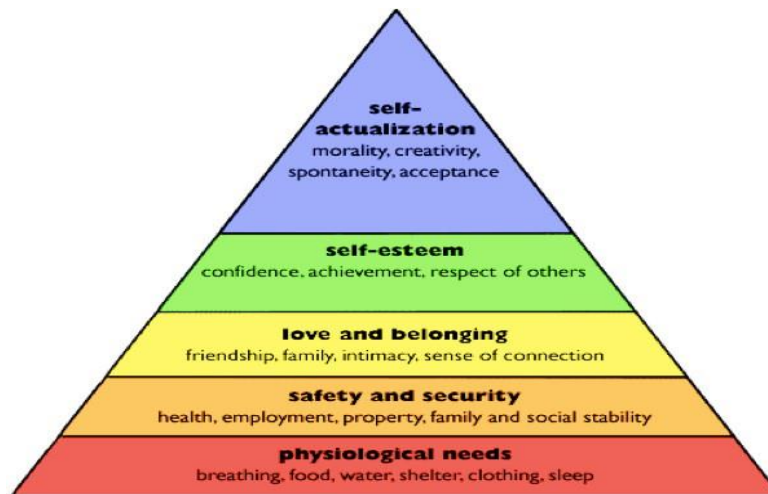 self-
actualization
morality, creativity,
spontaneity, acceptance
self-esteem
confidence, achievement, respect of others
love and belonging
friendship, family, intimacy, sense of connection
safety and security
health, employment, property, family and social stability
physiological needs
breathing, food, water, shelter, clothing, sleep